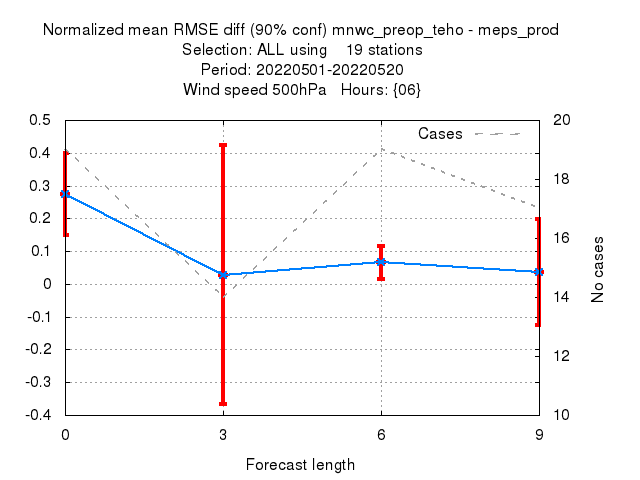 Normalized mean RMSE diff (90% conf) mnwc_preop_teho - meps_prod
Selection: ALL using 19 stations
Period: 20220501-20220520
Wind speed 500hPa Hours: {06}
Cases
0.5
0.4
0.3
0.2
0.1
0
-0.1
-0.2
-0.3
-0.4
20
18
16
14
12
10
No cases
0 3 6 9
Forecast length